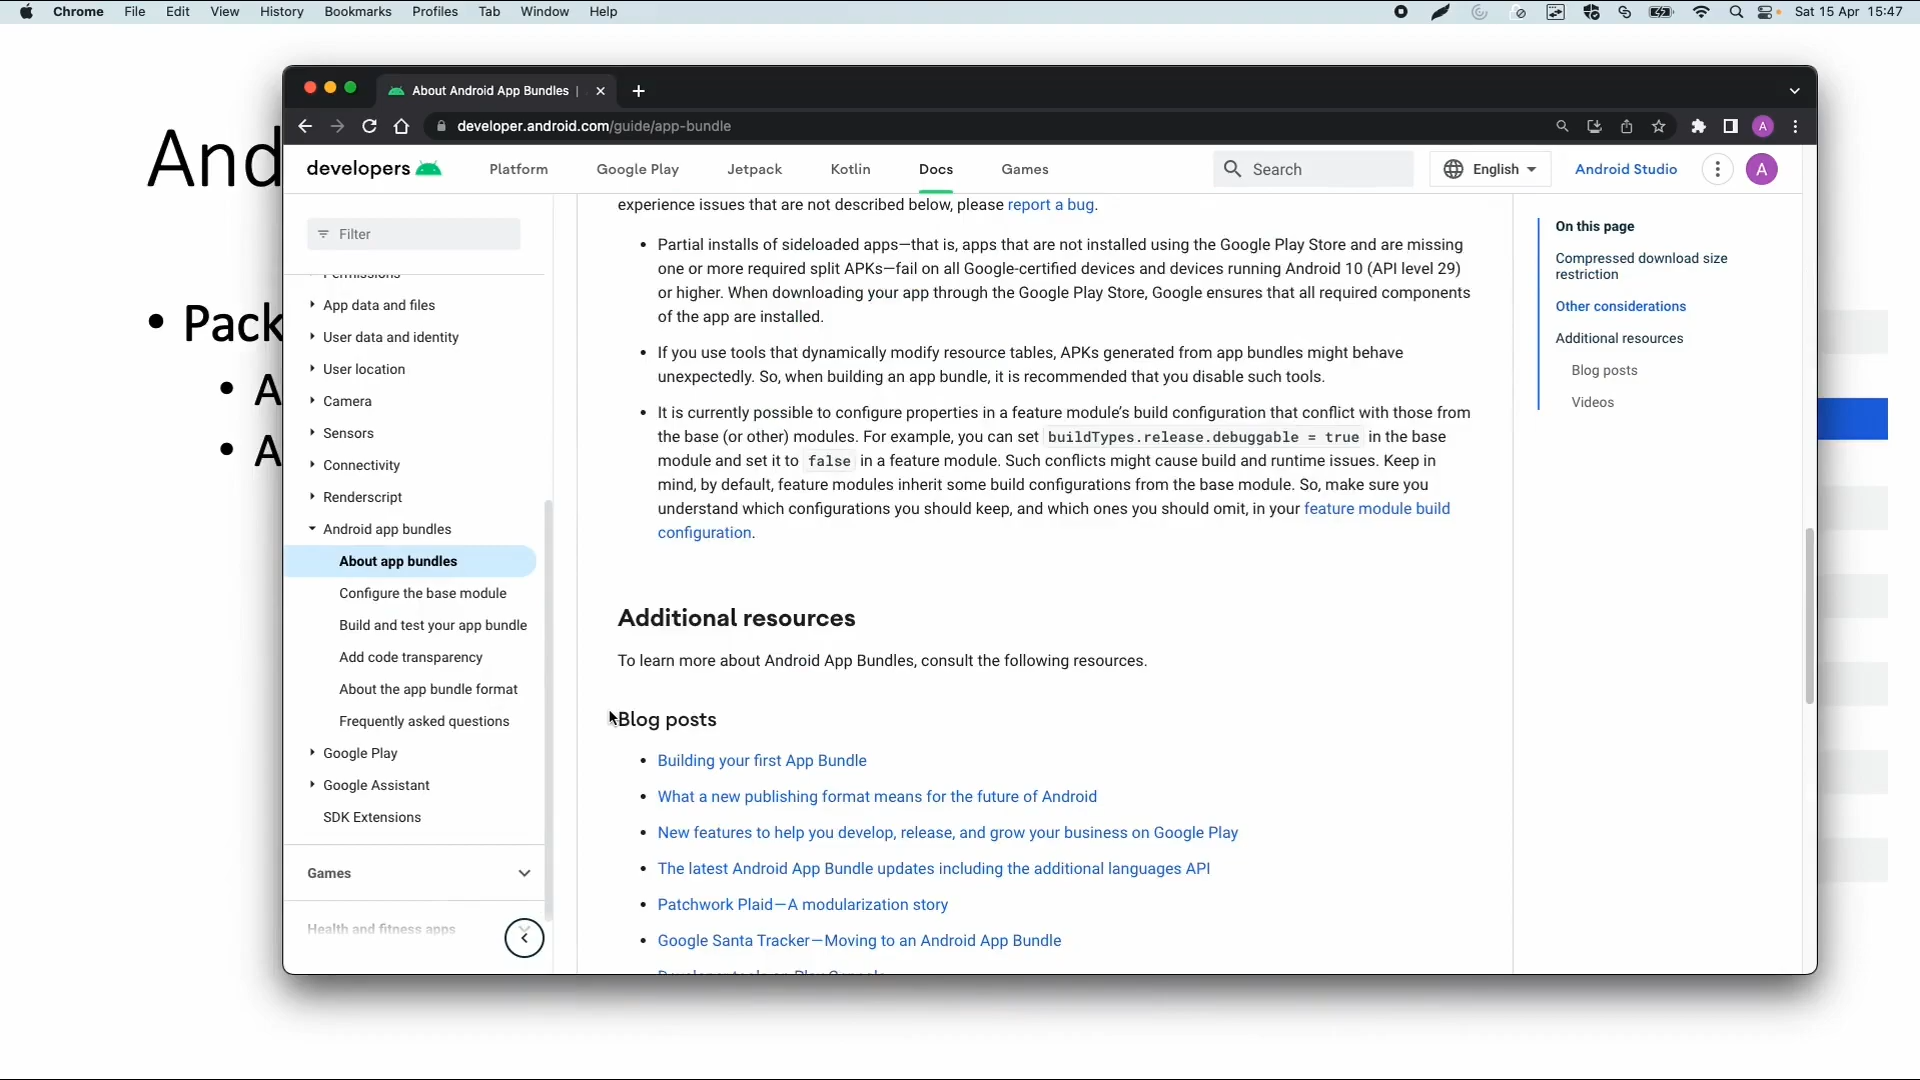 Chrome File Edit View History Bookmarks Profiles Tab Window Help
Sat 15 Apr 15:47
About Android App Bundles |
developer.android.com/guide/app-bundle
A
developers Platform Google Play Jetpack Kotlin Docs Games
Search
English
Android Studio
A
Filter
Permissions
App data and files
User data and identity
User location
Camera
Sensors
Connectivity
Renderscript
Android app bundles
About app bundles
Configure the base module
Build and test your app bundle
Add code transparency
About the app bundle format
Frequently asked questions
Google Play
Google Assistant
SDK Extensions
Games
Health and fitness apps
experience issues that are not described below, please report a bug.
• Partial installs of sideloaded apps—that is, apps that are not installed using the Google Play Store and are missing
one or more required split APKs—fail on all Google-certified devices and devices running Android 10 (API level 29)
or higher. When downloading your app through the Google Play Store, Google ensures that all required components
of the app are installed.
• If you use tools that dynamically modify resource tables, APKs generated from app bundles might behave
unexpectedly. So, when building an app bundle, it is recommended that you disable such tools.
• It is currently possible to configure properties in a feature module’s build configuration that conflict with those from
the base (or other) modules. For example, you can set buildTypes.release.debuggable = true in the base
module and set it to false in a feature module. Such conflicts might cause build and runtime issues. Keep in
mind, by default, feature modules inherit some build configurations from the base module. So, make sure you
understand which configurations you should keep, and which ones you should omit, in your feature module build
configuration.
Additional resources
To learn more about Android App Bundles, consult the following resources.
Blog posts
• Building your first App Bundle
• What a new publishing format means for the future of Android
• New features to help you develop, release, and grow your business on Google Play
• The latest Android App Bundle updates including the additional languages API
• Patchwork Plaid—A modularization story
• Google Santa Tracker—Moving to an Android App Bundle
On this page
Compressed download size
restriction
Other considerations
Additional resources
Blog posts
Videos
And
• Pack
• A
• A